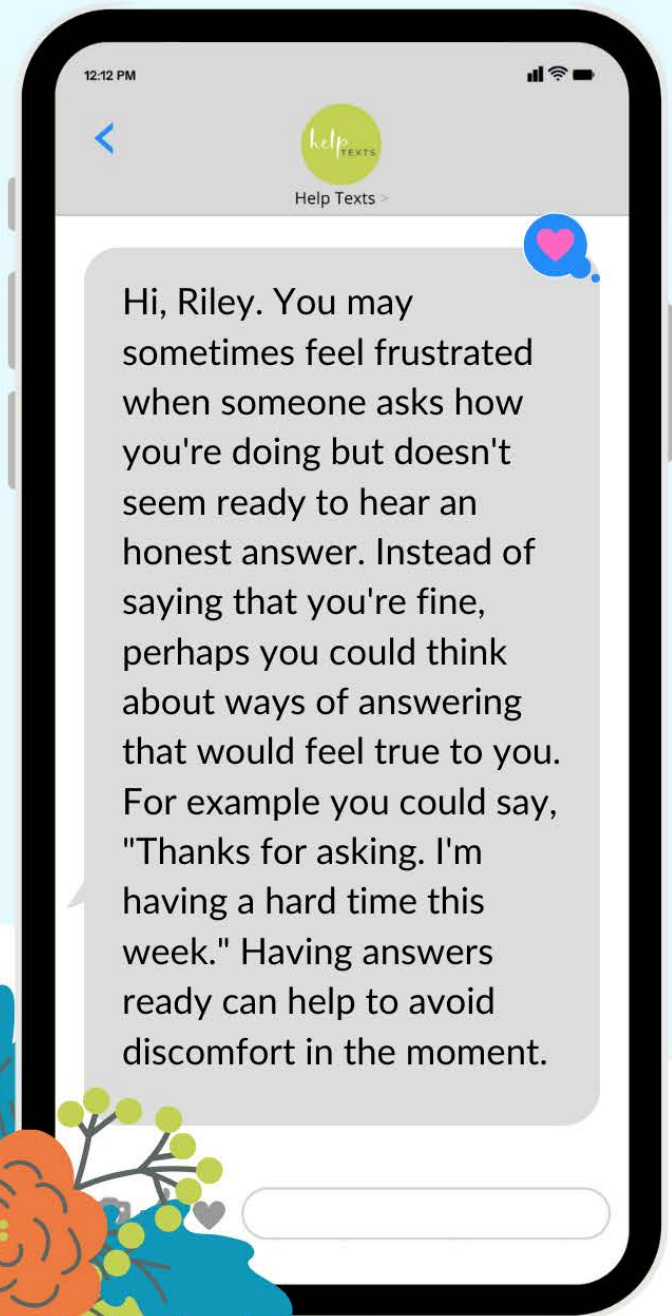 12:12 PM
help
TEXTS
Help Texts >
Hi, Riley. You may
sometimes feel frustrated
when someone asks how
you're doing but doesn't
seem ready to hear an
honest answer. Instead of
saying that you're fine,
perhaps you could think
about ways of answering
that would feel true to you.
For example you could say,
"Thanks for asking. I'm
having a hard time this
week." Having answers
ready can help to avoid
discomfort in the moment.